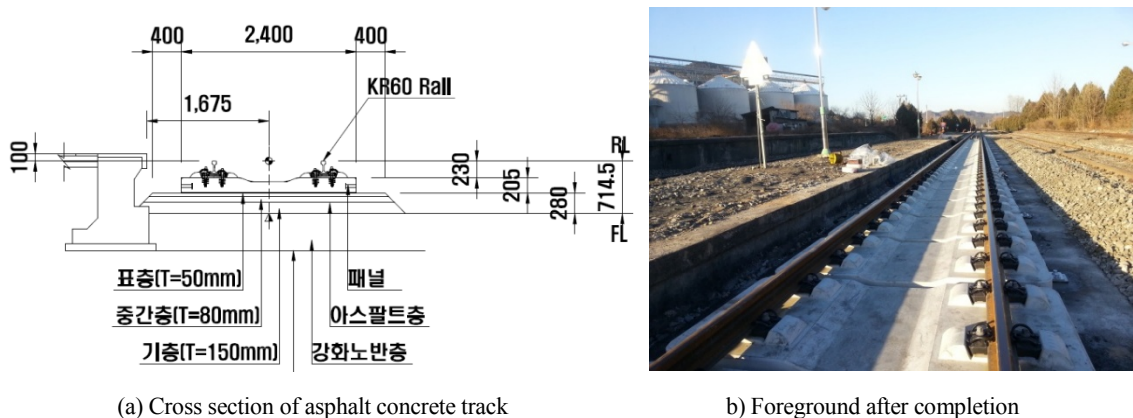 400
2,400
400
KR60 Rall
1,675
100
RL
230
205
280
714.5
FL
표층(T=50mm)
패널
중간층(T=80mm)
아스팔트층
기층(T=150mm)
강화노반층
(a) Cross section of asphalt concrete track
b) Foreground after completion